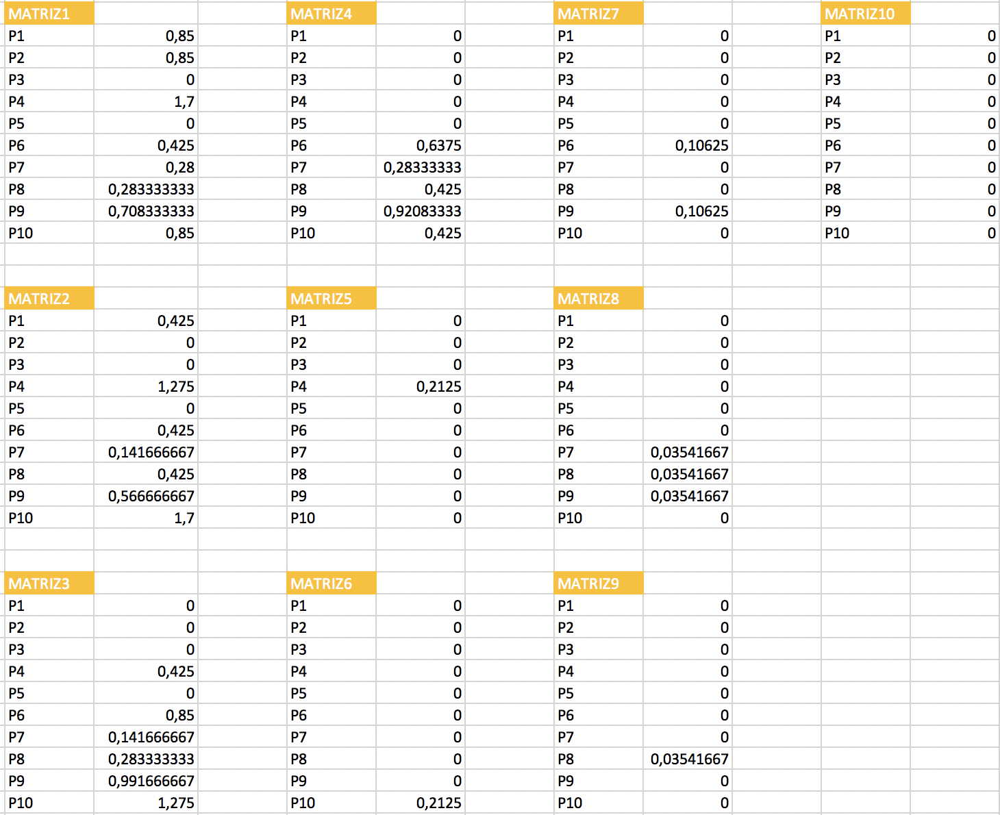 MATRIZ1 MATRIZ4 MATRIZ7 MATRIZ10
P1 0,85 P1 0 P1 0 P1 0
P2 0,85 P2 0 P2 0 P2 0
P3 0 P3 0 P3 0 P3 0
P4 1,7 P4 0 P4 0 P4 0
P5 0 P5 0 P5 0 P5 0
P6 0,425 P6 0,6375 P6 0,10625 P6 0
P7 0,28 P7 0,28333333 P7 0 P7 0
P8 0,283333333 P8 0,425 P8 0 P8 0
P9 0,708333333 P9 0,92083333 P9 0,10625 P9 0
P10 0,85 P10 0,425 P10 0 P10 0
MATRIZ2 MATRIZ5 MATRIZ8
P1 0,425 P1 0 P1 0
P2 0 P2 0 P2 0
P3 0 P3 0 P3 0
P4 1,275 P4 0,2125 P4 0
P5 0 P5 0 P5 0
P6 0,425 P6 0 P6 0
P7 0,141666667 P7 0 P7 0,03541667
P8 0,425 P8 0 P8 0,03541667
P9 0,566666667 P9 0 P9 0,03541667
P10 1,7 P10 0 P10 0
MATRIZ3 MATRIZ6 MATRIZ9
P1 0 P1 0 P1 0
P2 0 P2 0 P2 0
P3 0 P3 0 P3 0
P4 0,425 P4 0 P4 0
P5 0 P5 0 P5 0
P6 0,85 P6 0 P6 0
P7 0,141666667 P7 0 P7 0
P8 0,283333333 P8 0 P8 0,03541667
P9 0,991666667 P9 0 P9 0
P10 1,275 P10 0,2125 P10 0